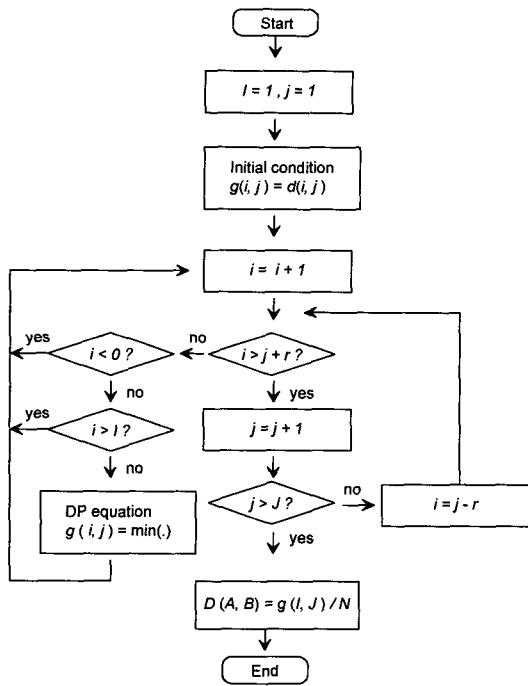 Start
I = 1 , j = 1
Initial condition
g(i, j ) = d(i, j )
i = i + 1
yes
i < 0 ?
no
i > j + r ?
no
yes
yes
i > I ?
j = j + 1
no
DP equation
g ( i, j ) = min(.)
j > J ?
no
i = j - r
yes
D (A, B) = g (I, J ) / N
End